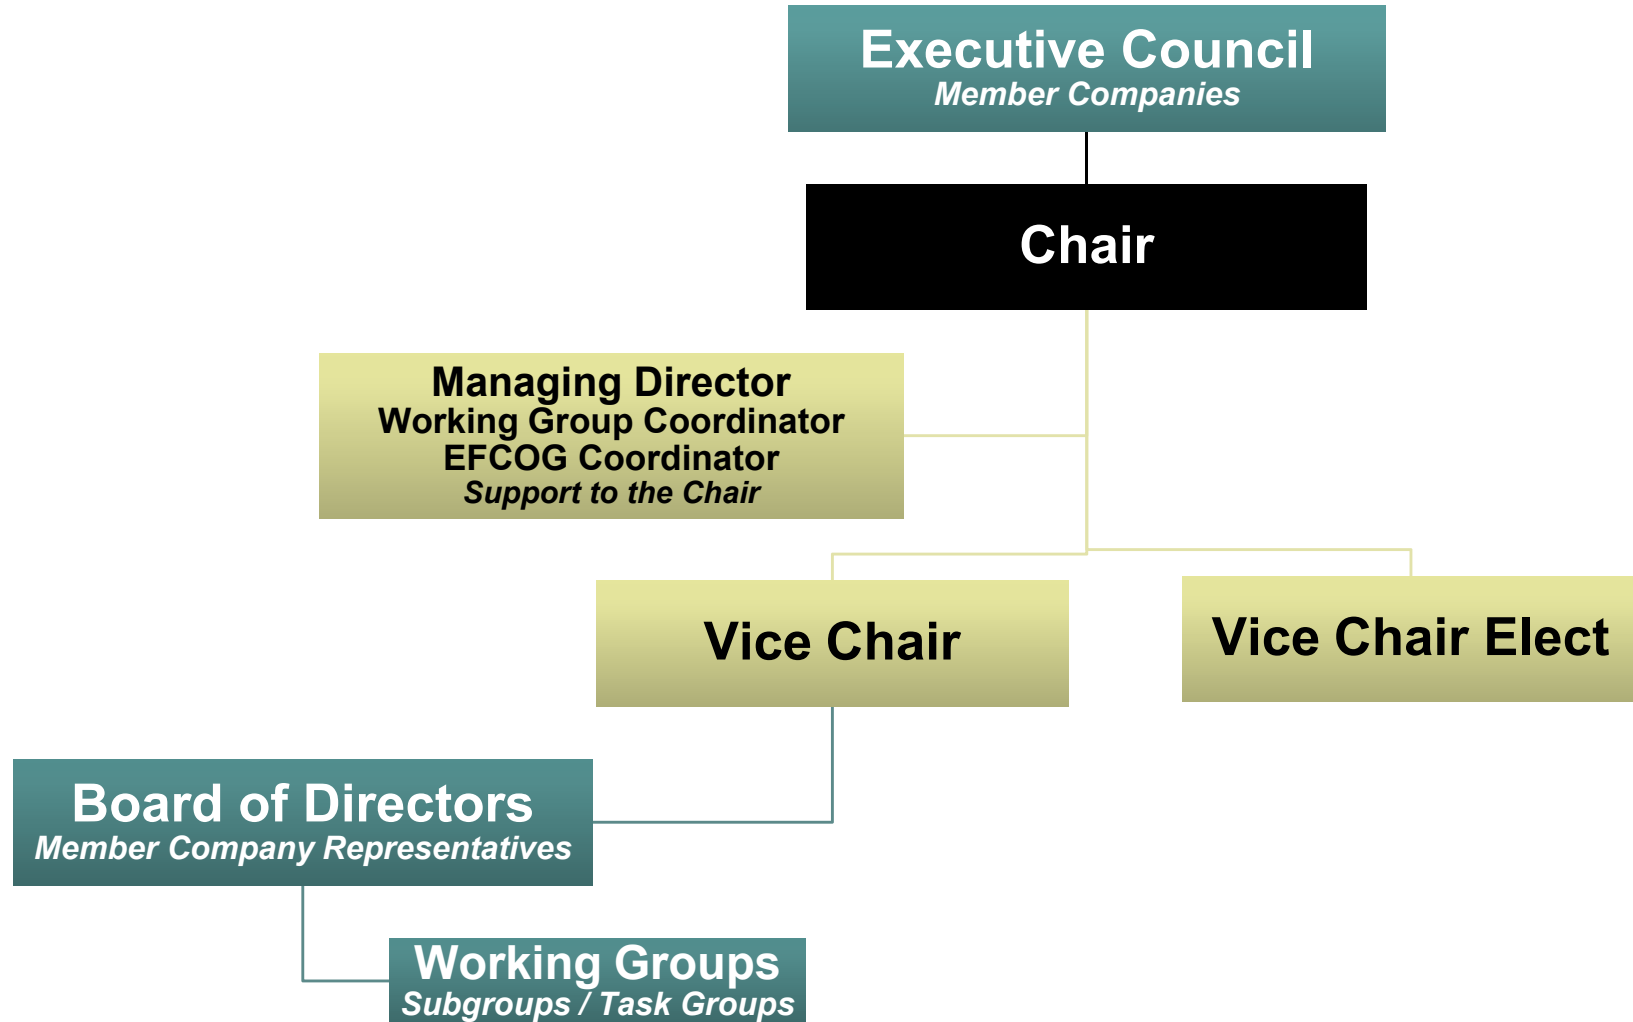 Executive Council
Member Companies
Chair
Managing Director
Working Group Coordinator
EFCOG Coordinator
Support to the Chair
Vice Chair
Vice Chair Elect
Board of Directors
Member Company Representatives
Working Groups
Subgroups / Task Groups